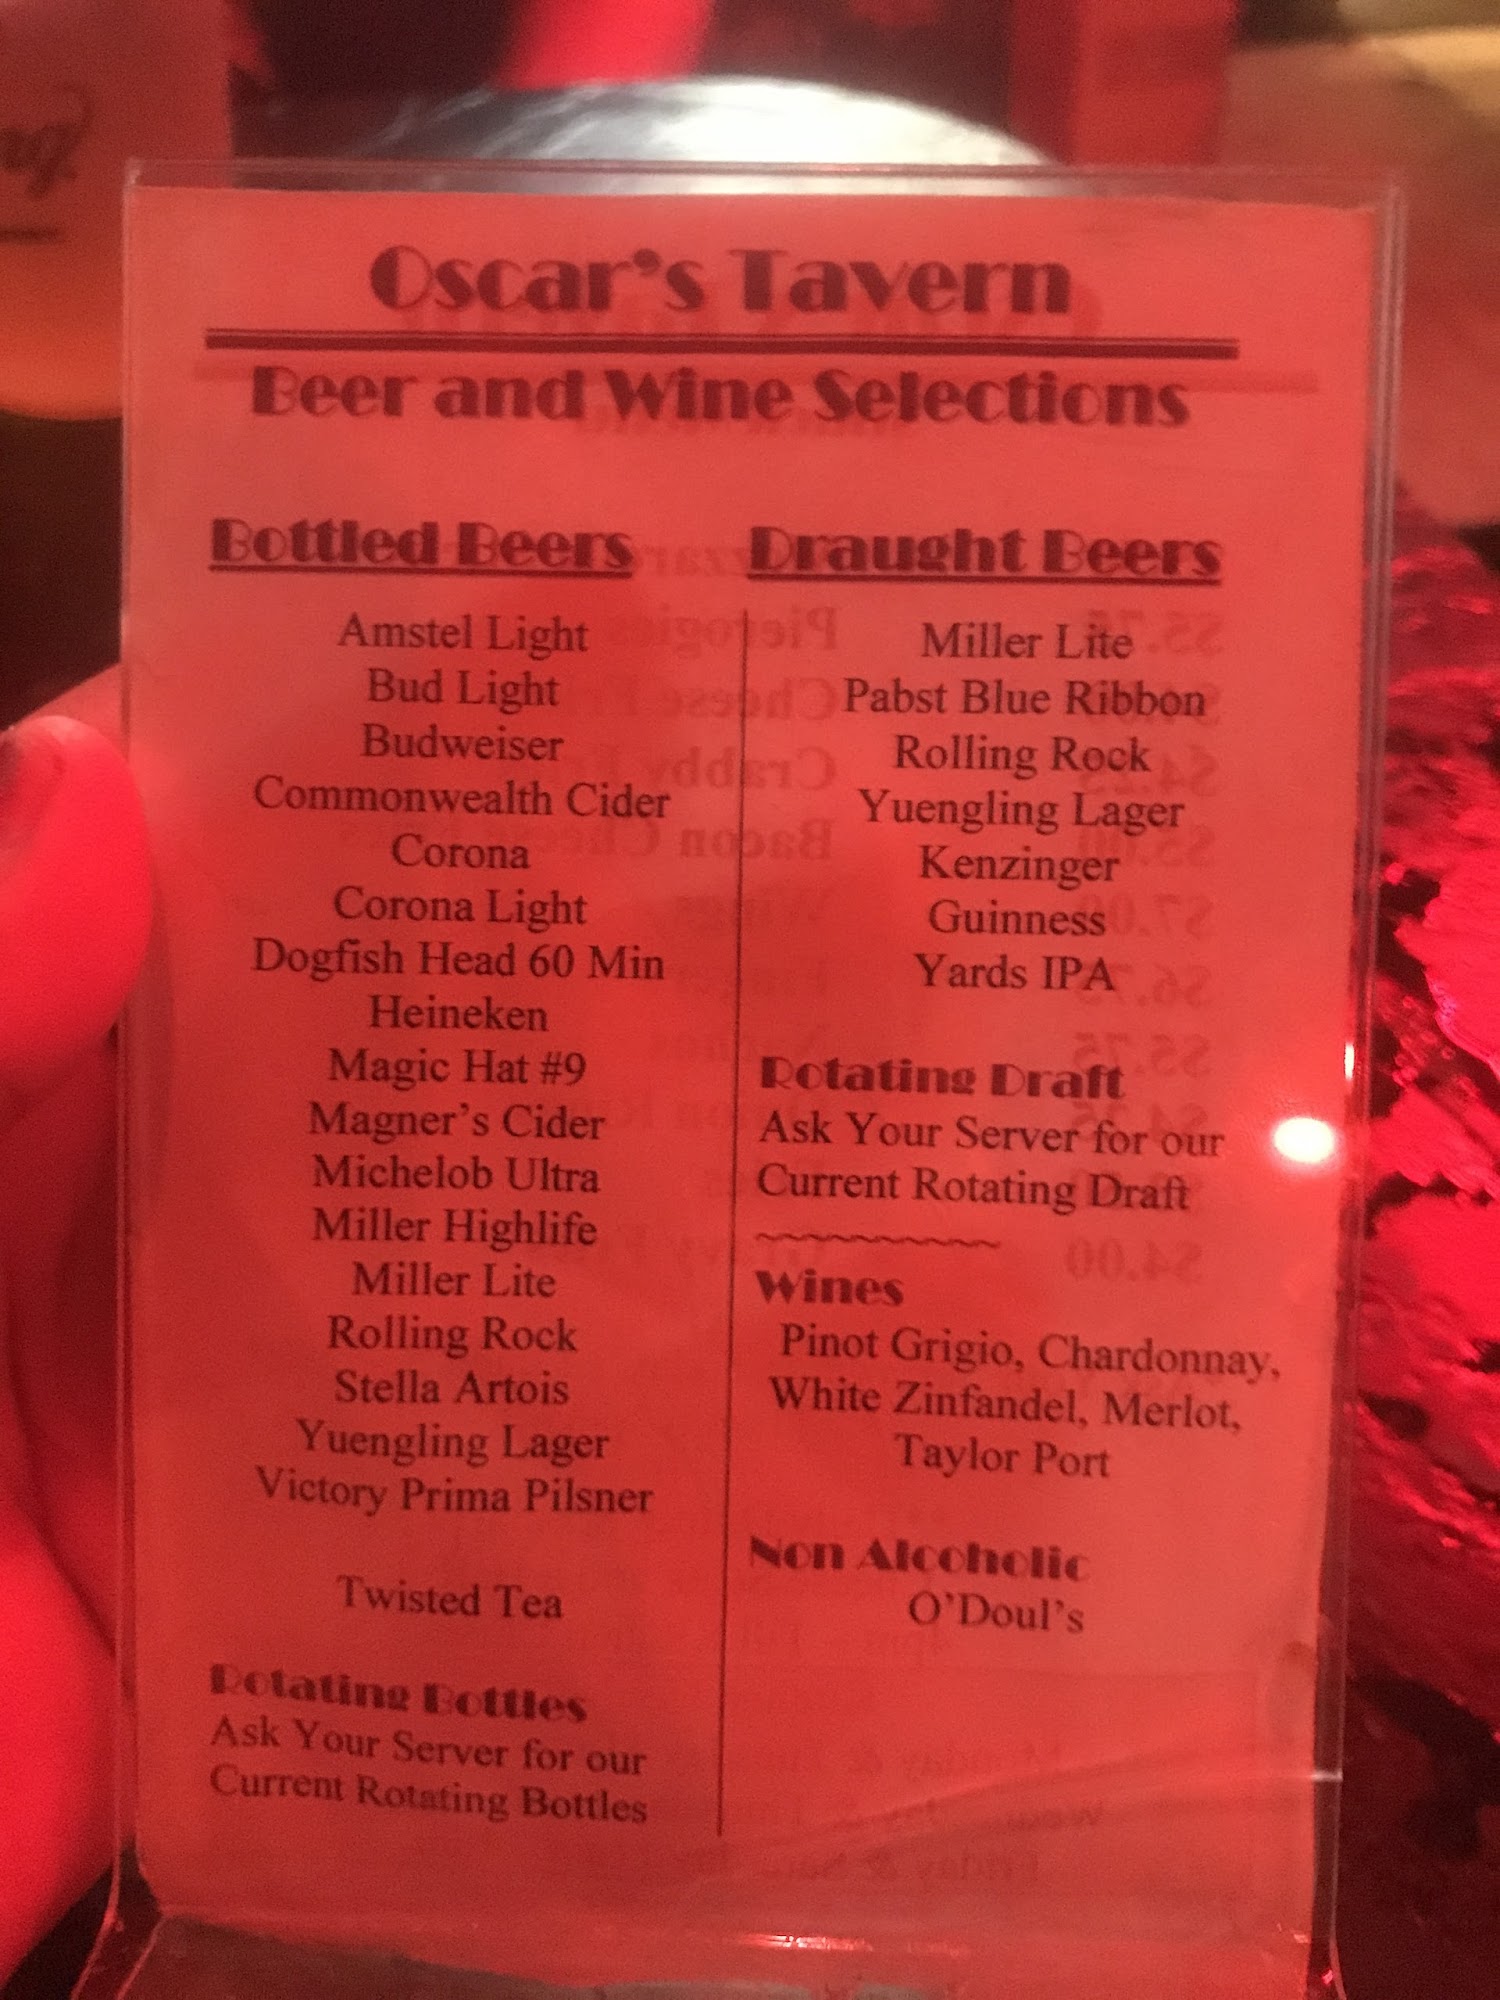 Oscar's Tavern
Beer and Wine Selections
Bottled Beers
Amstel Light
Bud Light
Budweiser
Commonwealth Cider
Corona
Corona Light
Dogfish Head 60 Min
Heineken
Magic Hat #9
Magner's Cider
Michelob Ultra
Miller Highlife
Miller Lite
Rolling Rock
Stella Artois
Yuengling Lager
Victory Prima Pilsner
Twisted Tea
Rotating Bottles
Ask Your Server for our
Current Rotating Bottles
Draught Beers
Miller Lite
Pabst Blue Ribbon
Rolling Rock
Yuengling Lager
Kenzinger
Guinness
Yards IPA
Rotating Draft
Ask Your Server for our
Current Rotating Draft
Wines
Pinot Grigio, Chardonnay,
White Zinfandel, Merlot,
Taylor Port
Non Alcoholic
O'Doul's